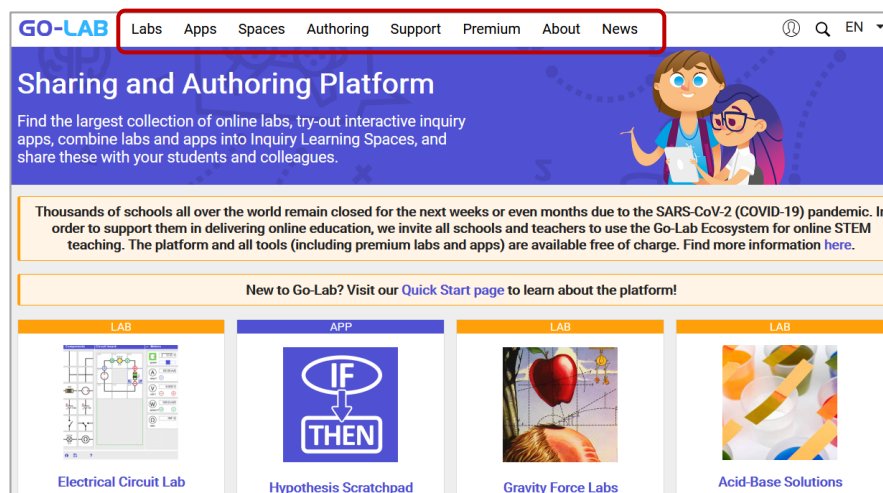 GO-LAB Labs Apps Spaces Authoring Support Premium About News EN
Sharing and Authoring Platform
Find the largest collection of online labs, try-out interactive inquiry
apps, combine labs and apps into Inquiry Learning Spaces, and
share these with your students and colleagues.
Thousands of schools all over the world remain closed for the next weeks or even months due to the SARS-CoV-2 (COVID-19) pandemic. In
order to support them in delivering online education, we invite all schools and teachers to use the Go-Lab Ecosystem for online STEM
teaching. The platform and all tools (including premium labs and apps) are available free of charge. Find more information here.
New to Go-Lab? Visit our Quick Start page to learn about the platform!
LAB
APP
LAB
LAB
IF
THEN
Electrical Circuit Lab
Hypothesis Scratchpad
Gravity Force Labs
Acid-Base Solutions